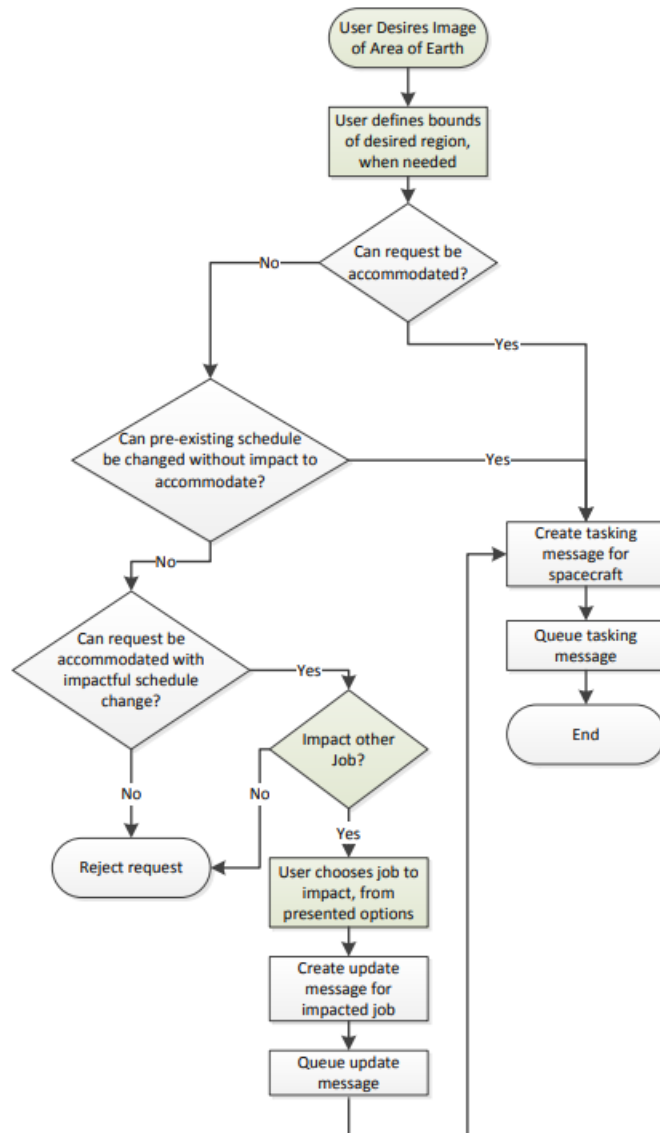 User Desires Image
of Area of Earth
User defines bounds
of desired region,
when needed
Can request be
accommodated?
No
Yes
Can pre-existing schedule
be changed without impact to
accommodate?
Yes
No
Create tasking
message for
spacecraft
Queue tasking
message
End
Can request be
accommodated with
impactful schedule
change?
Yes
No
Impact other
Job?
No
Yes
Reject request
User chooses job to
impact, from
presented options
Create update
message for
impacted job
Queue update
message